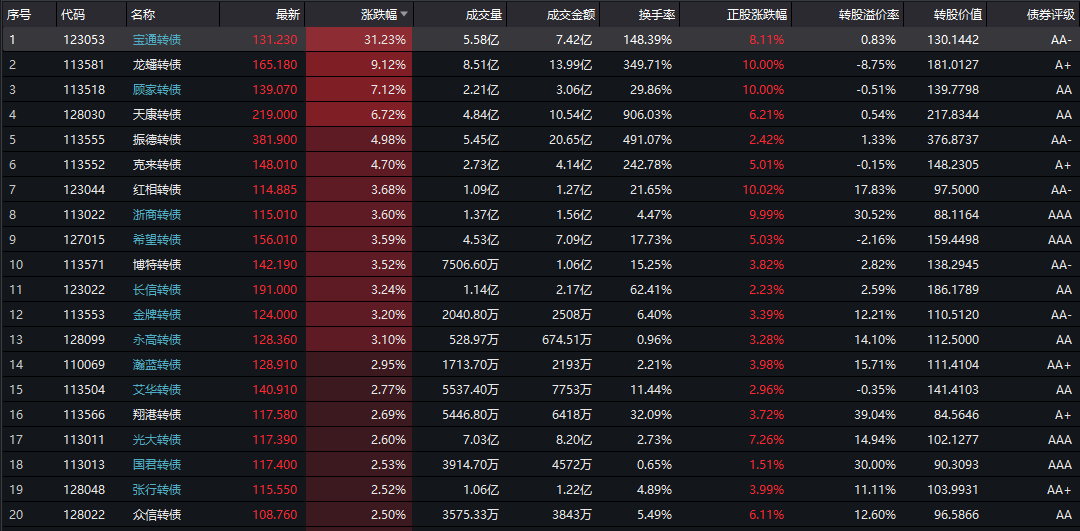 序号 代码 名称 最新 涨跌幅 成交量 成交金额 换手率 正股涨跌幅 转股溢价率 转股价值 债券评级
1 123053 宝通转债 131.230 31.23% 5.58亿 7.42亿 148.39% 8.11% 0.83% 130.1442 AA-
2 113581 龙蟠转债 165.180 9.12% 8.51亿 13.99亿 349.71% 10.00% -8.75% 181.0127 A+
3 113518 顾家转债 139.070 7.12% 2.21亿 3.06亿 29.86% 10.00% -0.51% 139.7798 AA
4 128030 天康转债 219.000 6.72% 4.84亿 10.54亿 906.03% 6.21% 0.54% 217.8344 AA
5 113555 振德转债 381.900 4.98% 5.45亿 20.65亿 491.07% 2.42% 1.33% 376.8737 AA-
6 113552 克来转债 148.010 4.70% 2.73亿 4.14亿 242.78% 5.01% -0.15% 148.2305 A+
7 123044 红相转债 114.885 3.68% 1.09亿 1.27亿 21.65% 10.02% 17.83% 97.5000 AA-
8 113022 浙商转债 115.010 3.60% 1.37亿 1.56亿 4.47% 9.99% 30.52% 88.1164 AAA
9 127015 希望转债 156.010 3.59% 4.53亿 7.09亿 17.73% 5.03% -2.16% 159.4498 AAA
10 113571 博特转债 142.190 3.52% 7506.60万 1.06亿 15.25% 3.82% 2.82% 138.2945 AA-
11 123022 长信转债 191.000 3.24% 1.14亿 2.17亿 62.41% 2.23% 2.59% 186.1789 AA
12 113553 金牌转债 124.000 3.20% 2040.80万 2508万 6.40% 3.39% 12.21% 110.5120 AA-
13 128099 永高转债 128.360 3.10% 528.97万 674.51万 0.96% 3.28% 14.10% 112.5000 AA
14 110069 瀚蓝转债 128.910 2.95% 1713.70万 2193万 2.21% 3.98% 15.71% 111.4104 AA+
15 113504 艾华转债 140.910 2.77% 5537.40万 7753万 11.44% 2.96% -0.35% 141.4103 AA
16 113566 翔港转债 117.580 2.69% 5446.80万 6418万 32.09% 3.72% 39.04% 84.5646 A+
17 113011 光大转债 117.390 2.60% 7.03亿 8.20亿 2.73% 7.26% 14.94% 102.1277 AAA
18 113013 国君转债 117.400 2.53% 3914.70万 4572万 0.65% 1.51% 30.00% 90.3093 AAA
19 128048 张行转债 115.550 2.52% 1.06亿 1.22亿 4.89% 3.99% 11.11% 103.9931 AA+
20 128022 众信转债 108.760 2.50% 3575.33万 3843万 5.49% 6.11% 12.60% 96.5866 AA